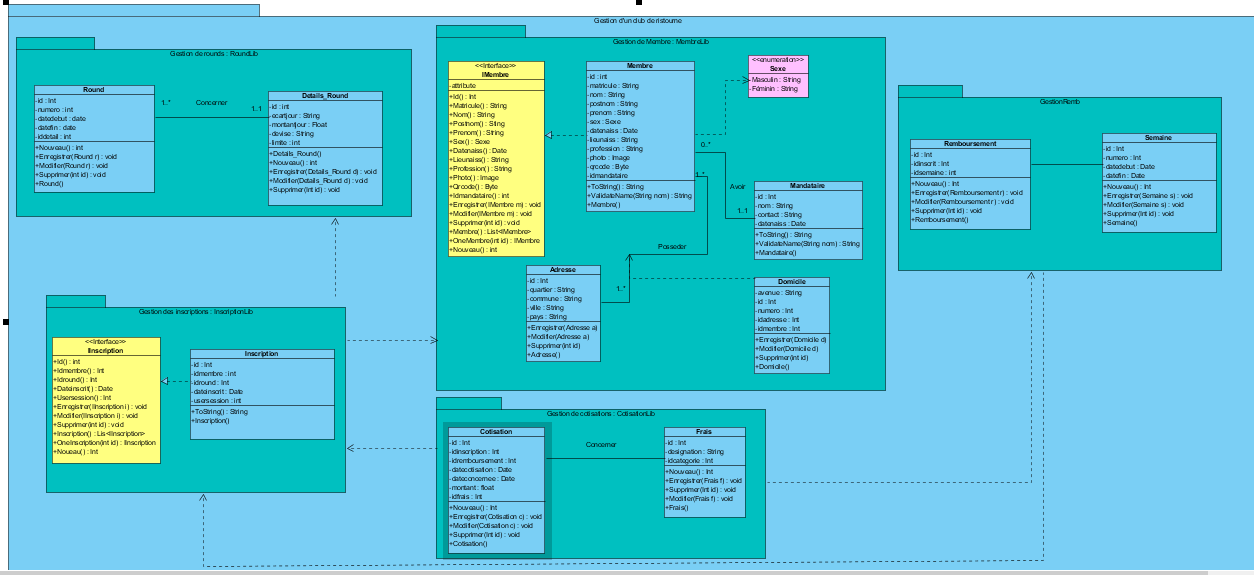 Gestion d'un club de ristourne
Gestion de rounds : RoundLib
Round
-id : Int
-numero : int
-datedebut : date
-datefin : date
-iddetail : int
+Nouveau() : int
+Enregistrer(Round r) : void
+Modifier(Round r) : void
+Supprimer(int id) : void
+Round()
1..*
Concerner
1..1
Details_Round
-id : int
-ecartjour : String
-montantjour : Float
-devise : String
-limite : int
+Details_Round()
+Nouveau() : int
+Enregistrer(Details_Round d) : void
+Modifier(Details_Round d) : void
+Supprimer(Int id)
Gestion de Membre : MembreLib
<<Interface>>
IMembre
-attribute
+Id() : Int
+Matricule() : String
+Nom() : String
+Postnom() : String
+Prenom() : String
+Sex() : Sexe
+Datenaiss() : Date
+Lieunaiss() : String
+Profession() : String
+Photo() : Image
+Qrcode() : Byte
+Idmandataire() : int
+Enregistrer(IMembre m) : void
+Modifier(IMembre m) : void
+Supprimer(int id) : void
+Membre() : List<IMembre>
+OneMembre(int id) : IMembre
+Nouveau() : int
Membre
-id : int
-matricule : String
-nom : String
-postnom : String
-prenom : String
-sex : Sexe
-datenaiss : Date
-lieunaiss : String
-profession : String
-photo : Image
-qrcode : Byte
-idmandataire
+ToString() : String
+ValidateName(String nom) : String
+Membre()
<<enumeration>>
Sexe
-Masculin : String
-Féminin : String
0..*
1..*
Avoir
1..1
Mandataire
-id : Int
-nom : String
-contact : String
-datenaiss : Date
+ToString() : String
+ValidateName(String nom) : String
+Mandataire()
Posseder
1..*
Adresse
-id : Int
-quartier : String
-commune : String
-ville : String
-pays : String
+Enregistrer(Adresse a)
+Modifier(Adresse a)
+Supprimer(int id)
+Adresse()
Domicile
-avenue : String
-id : Int
-numero : Int
-idadresse : Int
-idmembre : Int
+Enregistrer(Domicile d)
+Modifier(Domicile d)
+Supprimer(int id)
+Domicile()
GestionRemb
Remboursement
-id : Int
-idinscrit : Int
-idsemaine : int
+Nouveau() : Int
+Enregistrer(Remboursement r) : void
+Modifier(Remboursement r) : void
+Supprimer(Int id) : void
+Remboursement()
Semaine
-id : Int
-numero : Int
-datedebut : Date
-datefin : Date
+Nouveau() : Int
+Enregistrer(Semaine s) : void
+Modifier(Semaine s) : void
+Supprimer(Int id) : void
+Semaine()
Gestion des inscriptions : InscriptionLib
<<Interface>>
IInscription
+Id() : int
+Idmembre() : Int
+Idround() : Int
+Dateinscrit() : Date
+Usersession() : int
+Enregistrer(IInscription i) : void
+Modifier(IInscription i) : void
+Supprimer(int id) : void
+Inscription() : Lis<IInscription>
+OneInscription(int id) : IInscription
+Noueau() : Int
Inscription
-id : Int
-idmembre : int
-idround : Int
-dateinscrit : Date
-usersession : int
+ToString() : String
+Inscription()
Gestion de cotisations : CotisationLib
Cotisation
-id : Int
-idinscription : Int
-idremboursement : Int
-datecotisation : Date
-dateconcernee : Date
-montant : float
-idfrais : Int
+Nouveau() : Int
+Enregistrer(Cotisation c) : void
+Modifier(Cotisation c) : void
+Supprimer(Int id) : void
+Cotisation()
Concerner
Frais
-id : Int
-designation : String
-idcategorie : Int
+Nouveau() : Int
+Enregistrer(Frais f) : void
+Supprimer(Int id) : void
+Modifier(Frais f) : void
+Frais()